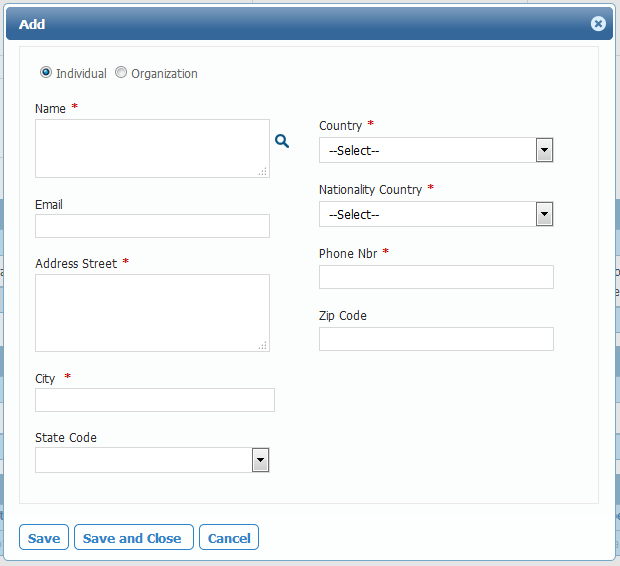 Add
Individual Organization
Name *
Email
Address Street *
City *
State Code
Country *
--Select--
Nationality Country *
--Select--
Phone Nbr *
Zip Code
Save Save and Close Cancel